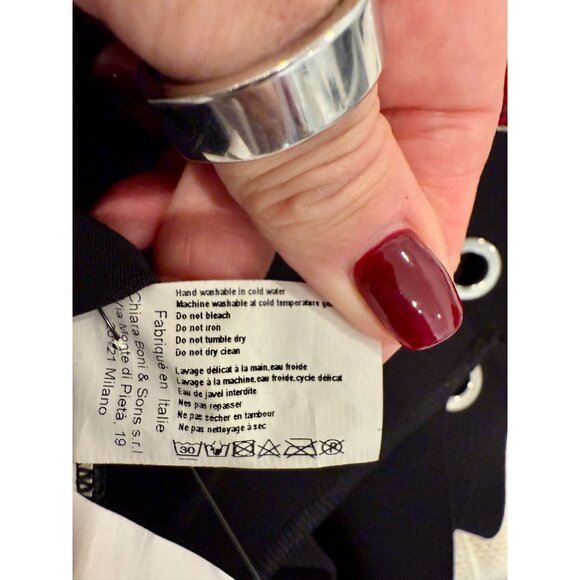 Hand washable in cold water
Machine washable at cold temperature
Do not bleach
Do not iron
Do not tumble dry
Do not dry clean
Lavage délicat à la main.eau froide
Lavage à la machine.eau froide.cycle délicat
Eau de javel interdite
Nes pas repasser
Ne pas sécher en tambour
Ne pas nettoyage à sec
30
R
Fabriqué en Italie
Chiara Boni & Sons s.r.l
Via Monte di Pietà, 19
20121 Milano